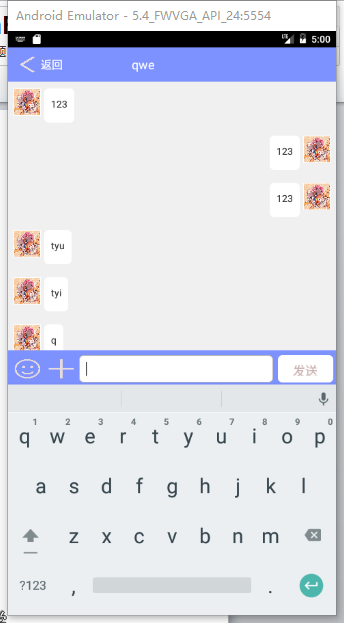 Android Emulator - 5.4_FWVGA_API_24:5554
LTE 5:00
返回 qwe
123
123
123
tyu
tyi
q
发送
1 2 3 4 5 6 7 8 9 0
q w e r t y u i o p
a s d f g h j k l
z x c v b n m
?123 , .